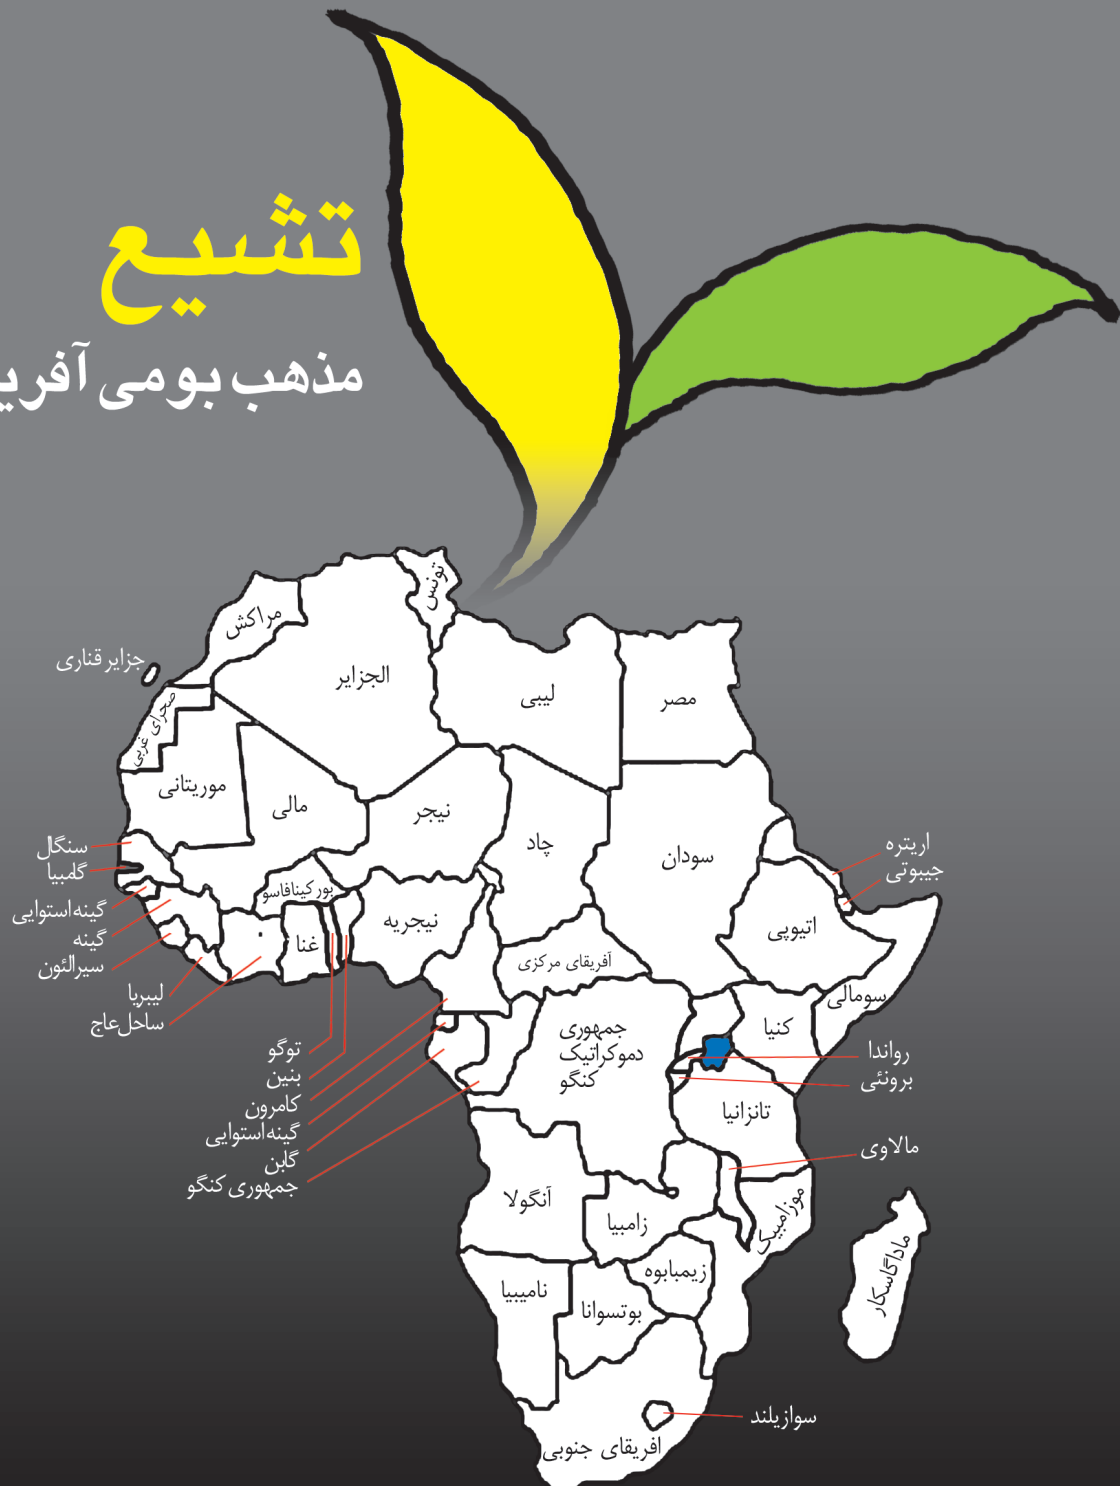 تشیع
مذهب بومی آفری
تونس
مراکش
جزایر قناری
الجزایر
لیبی
مصر
صحرای غربی
موریتانی
مالی
نیجر
چاد
سودان
اریتره
جیبوتی
سنگال
گامبیا
گینه استوایی
گینه
سیرالئون
لیبریا
ساحل عاج
بورکینافاسو
غنا
نیجریه
اتیوپی
آفریقای مرکزی
سومالی
کنیا
جمهوری
دموکراتیک
کنگو
رواندا
برونئی
توگو
بنین
کامرون
گینه استوایی
گابن
جمهوری کنگو
تانزانیا
مالاوی
آنگولا
زامبیا
موزامبیک
ماداگاسکار
زیمبابوه
نامیبیا
بوتسوانا
سوازیلند
افریقای جنوبی